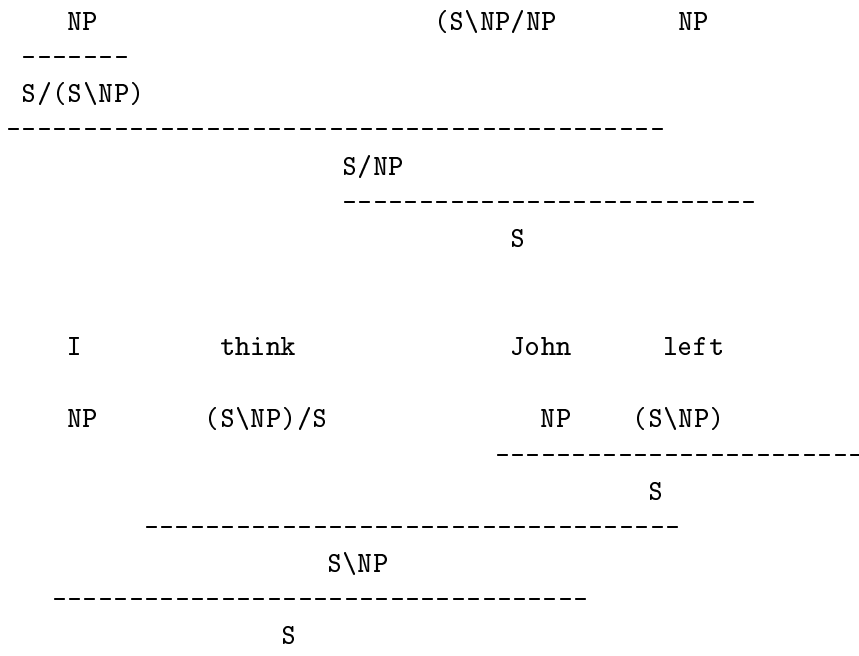 NP (S\NP/NP NP
-------
S/(S\NP)
-------------------------------------------
S/NP
---------------------------
S
I think John left
NP (S\NP)/S NP (S\NP)
------------------------
S
-----------------------------------
S\NP
-----------------------------------
S